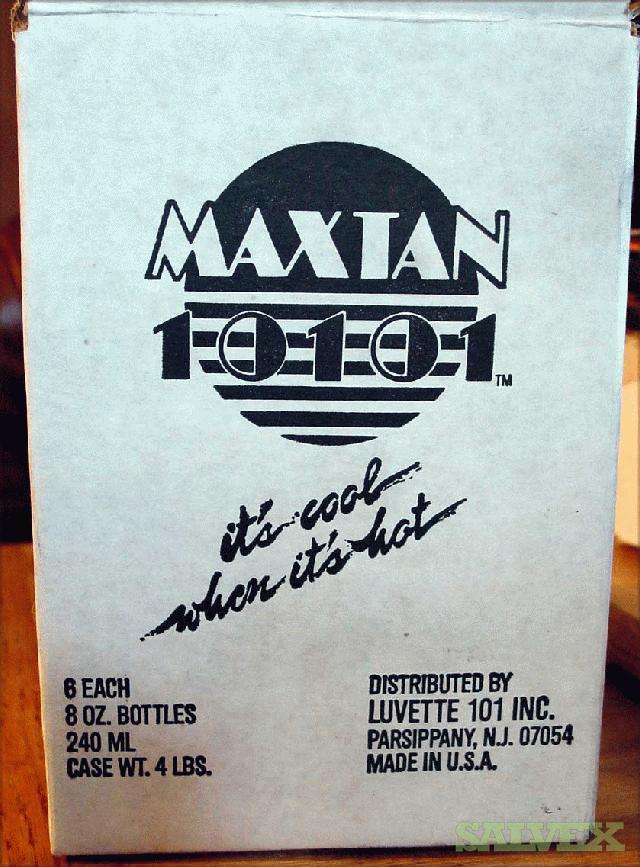 MAXTAN
10101 TM
it's cool
when it's hot
6 EACH
8 OZ. BOTTLES
240 ML
CASE WT. 4 LBS.
DISTRIBUTED BY
LUVETTE 101 INC.
PARSIPPANY, N.J. 07054
MADE IN U.S.A.
SALVEX